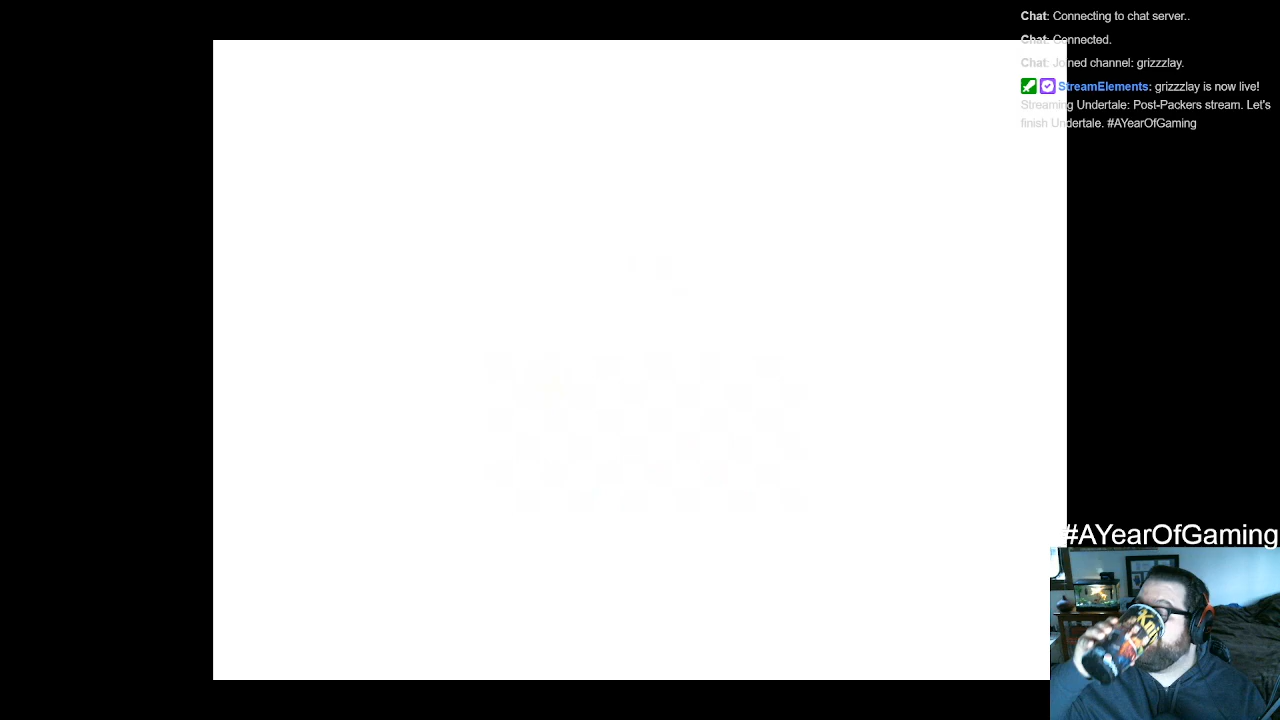 Chat: Connecting to chat server..
Chat: Connected.
Chat: Joined channel: grizzzlay.
StreamElements: grizzzlay is now live!
Streaming Undertale: Post-Packers stream. Let's
finish Undertale. #AYearOfGaming
#AYearOfGaming